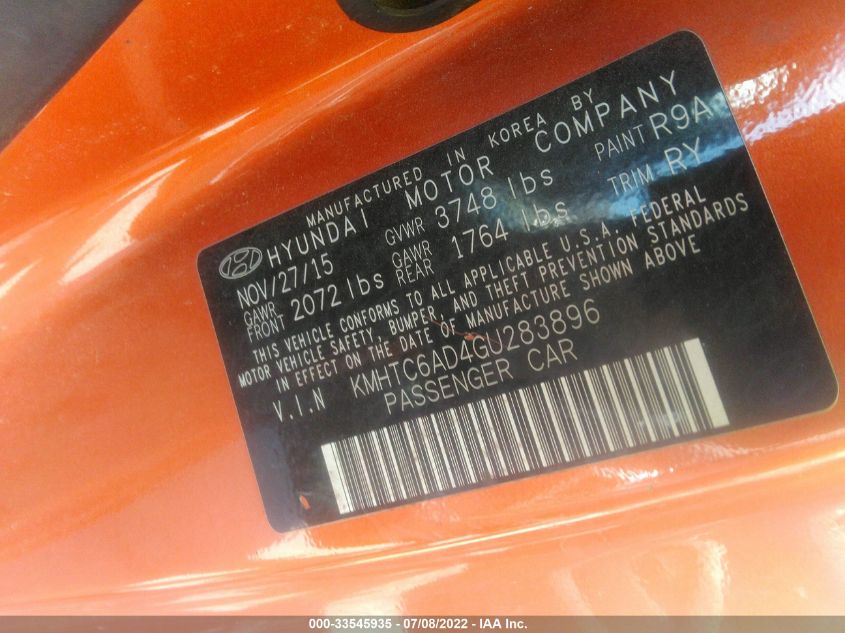 MANUFACTURED IN KOREA BY
HYUNDAI MOTOR COMPANY
NOV/27/15 GVWR 3748 lbs PAINT R9A
GAWR FRONT 2072 lbs GAWR REAR 1764 lbs TRIM RY
THIS VEHICLE CONFORMS TO ALL APPLICABLE U.S.A. FEDERAL
MOTOR VEHICLE SAFETY, BUMPER, AND THEFT PREVENTION STANDARDS
IN EFFECT ON THE DATE OF MANUFACTURE SHOWN ABOVE
V.I.N KMHTC6AD4GU283896
PASSENGER CAR
000-33545935 - 07/08/2022 - IAA Inc.